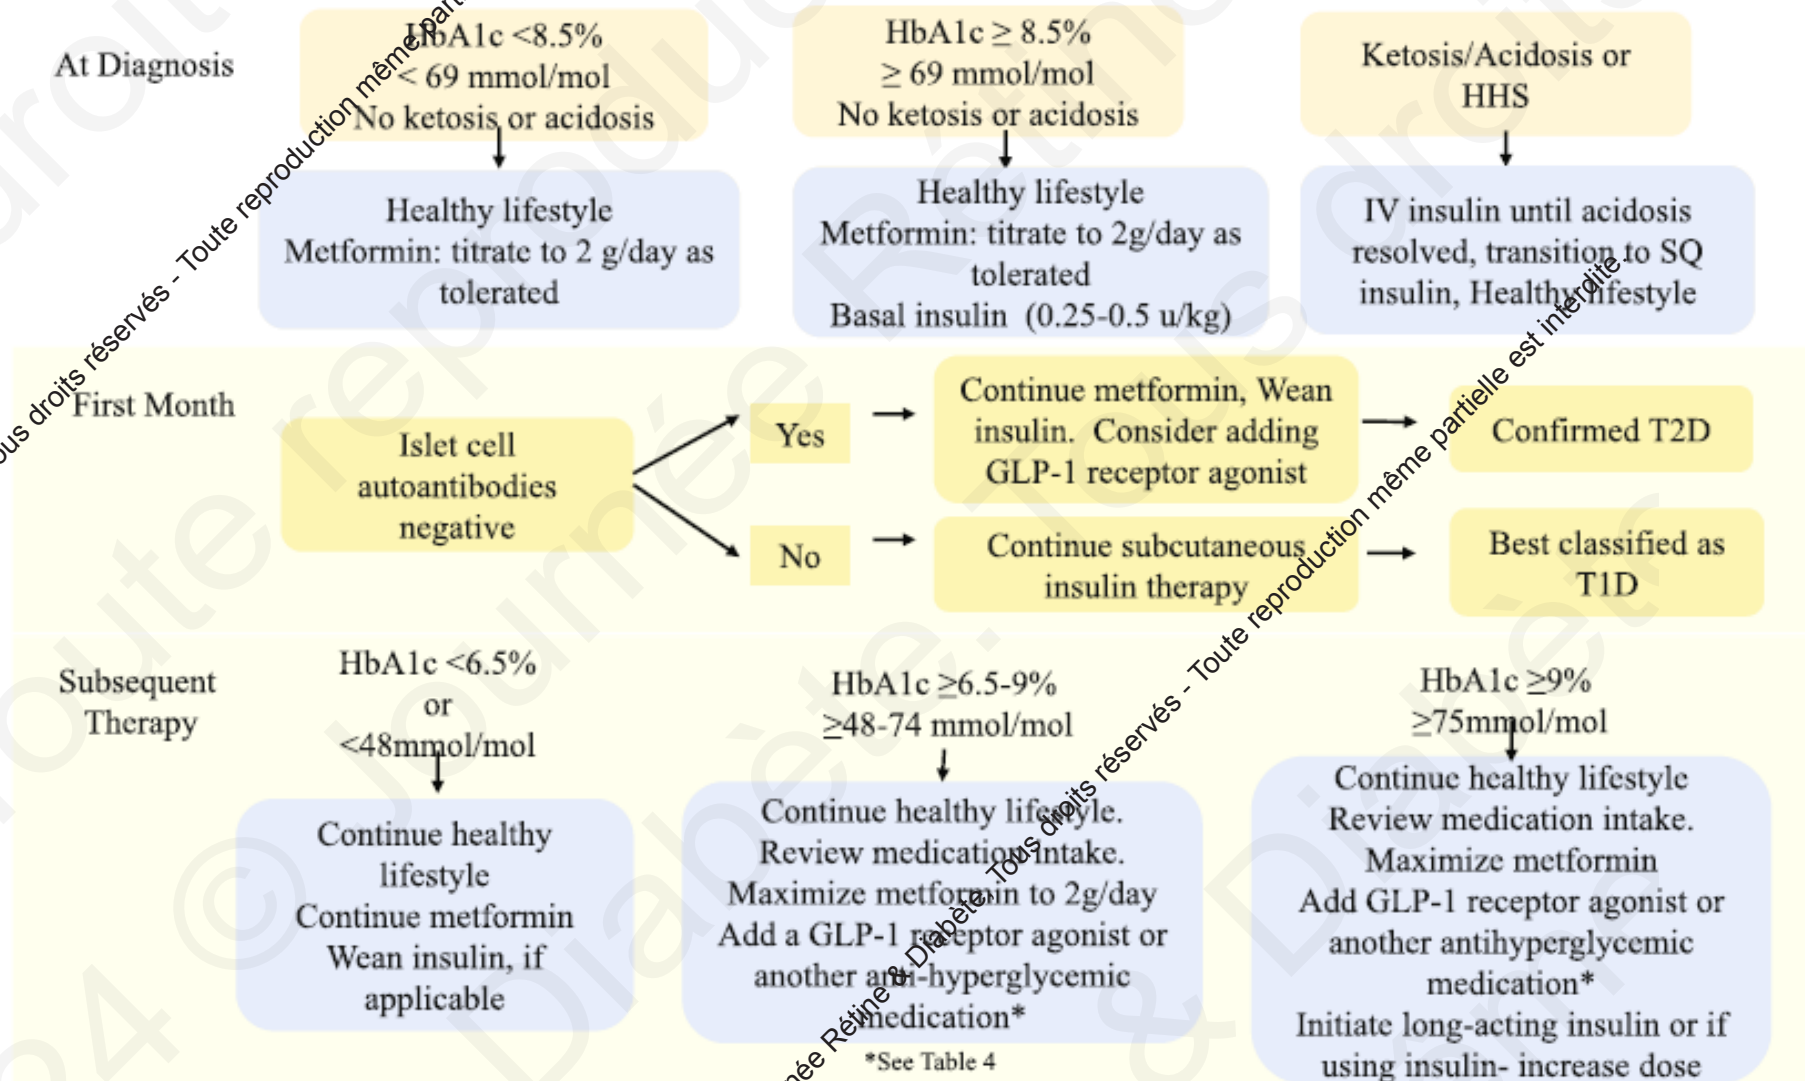 At Diagnosis
HbA1c <8.5%
< 69 mmol/mol
No ketosis or acidosis
HbA1c ≥ 8.5%
≥ 69 mmol/mol
No ketosis or acidosis
Ketosis/Acidosis or
HHS
Healthy lifestyle
Metformin: titrate to 2 g/day as
tolerated
Healthy lifestyle
Metformin: titrate to 2g/day as
tolerated
Basal insulin (0.25-0.5 u/kg)
IV insulin until acidosis
resolved, transition to SQ
insulin, Healthy lifestyle
First Month
Islet cell
autoantibodies
negative
Yes
Continue metformin, Wean
insulin. Consider adding
GLP-1 receptor agonist
Confirmed T2D
No
Continue subcutaneous
insulin therapy
Best classified as
T1D
Subsequent
Therapy
HbA1c <6.5%
or
<48mmol/mol
HbA1c ≥6.5-9%
≥48-74 mmol/mol
HbA1c ≥9%
≥75mmol/mol
Continue healthy
lifestyle
Continue metformin
Wean insulin, if
applicable
Continue healthy lifestyle.
Review medication intake.
Maximize metformin to 2g/day
Add a GLP-1 receptor agonist or
another anti-hyperglycemic
medication*
*See Table 4
Continue healthy lifestyle
Review medication intake.
Maximize metformin
Add GLP-1 receptor agonist or
another antihyperglycemic
medication*
Initiate long-acting insulin or if
using insulin- increase dose
droits réservés - Toute reproduction même
Rétine & Diabète. Tous droits réservés - Toute reproduction même partielle est interdite.